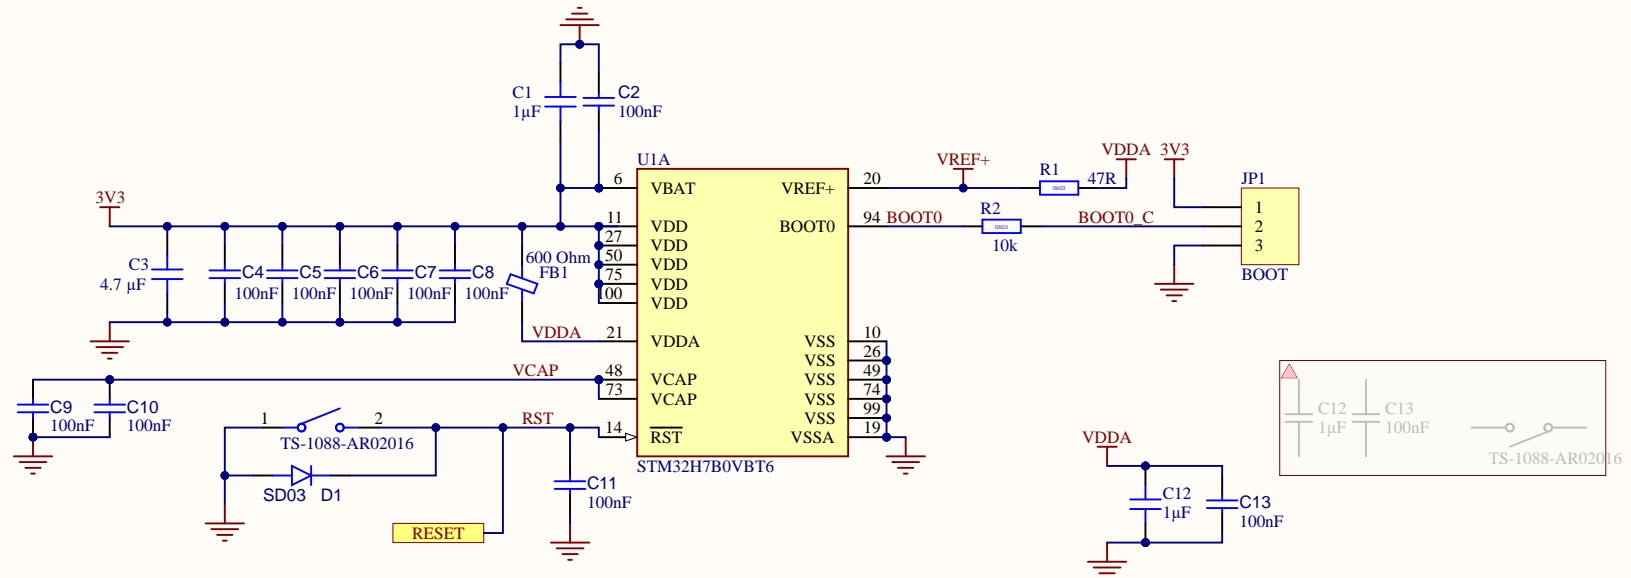 C1
1µF
C2
100nF
U1A
6
VBAT
VREF+
20
VREF+
R1
0603
47R
VDDA
3V3
JP1
1
2
3
BOOT
3V3
11
VDD
27
VDD
50
VDD
75
VDD
100
VDD
BOOT0
94
BOOT0
R2
0603
10k
BOOT0_C
C3
4.7 µF
C4
100nF
C5
100nF
C6
100nF
C7
100nF
C8
100nF
600 Ohm
FB1
VDDA
21
VDDA
VSS
10
VSS
26
VSS
49
VSS
74
VSS
99
VSSA
19
VCAP
48
VCAP
73
VCAP
C9
100nF
C10
100nF
1
2
TS-1088-AR02016
RST
14
RST
STM32H7B0VBT6
SD03
D1
C11
100nF
RESET
VDDA
C12
1µF
C13
100nF
C12
1µF
C13
100nF
TS-1088-AR02016